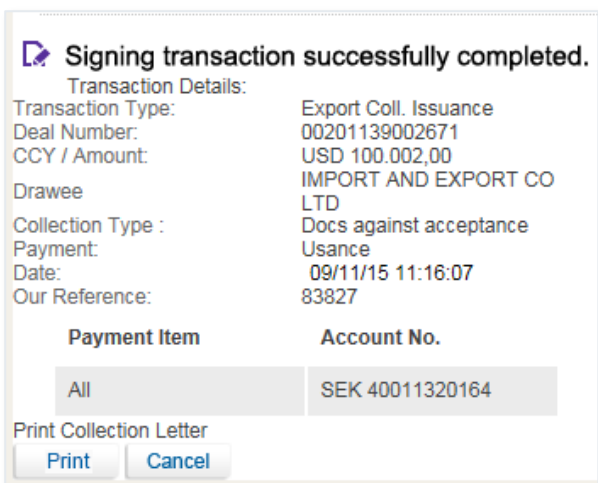 Signing transaction successfully completed.
Transaction Details:
Transaction Type: Export Coll. Issuance
Deal Number: 00201139002671
CCY / Amount: USD 100.002,00
Drawee IMPORT AND EXPORT CO
LTD
Collection Type : Docs against acceptance
Payment: Usance
Date: 09/11/15 11:16:07
Our Reference: 83827
Payment Item Account No.
All SEK 40011320164
Print Collection Letter
Print Cancel